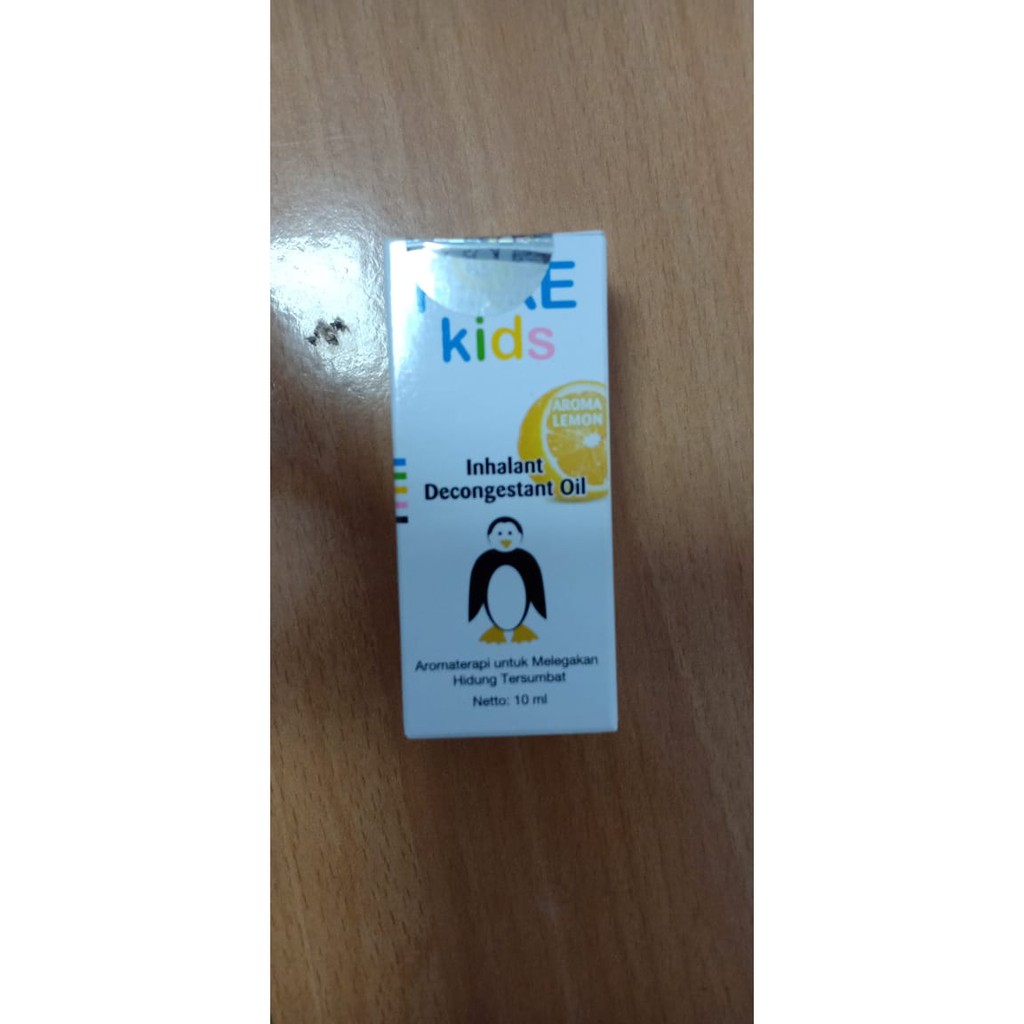 kids
AROMA
LEMON
Inhalant
Decongestant Oil
Aromaterapi untuk Melegakan
Hidung Tersumbat
Netto: 10 ml